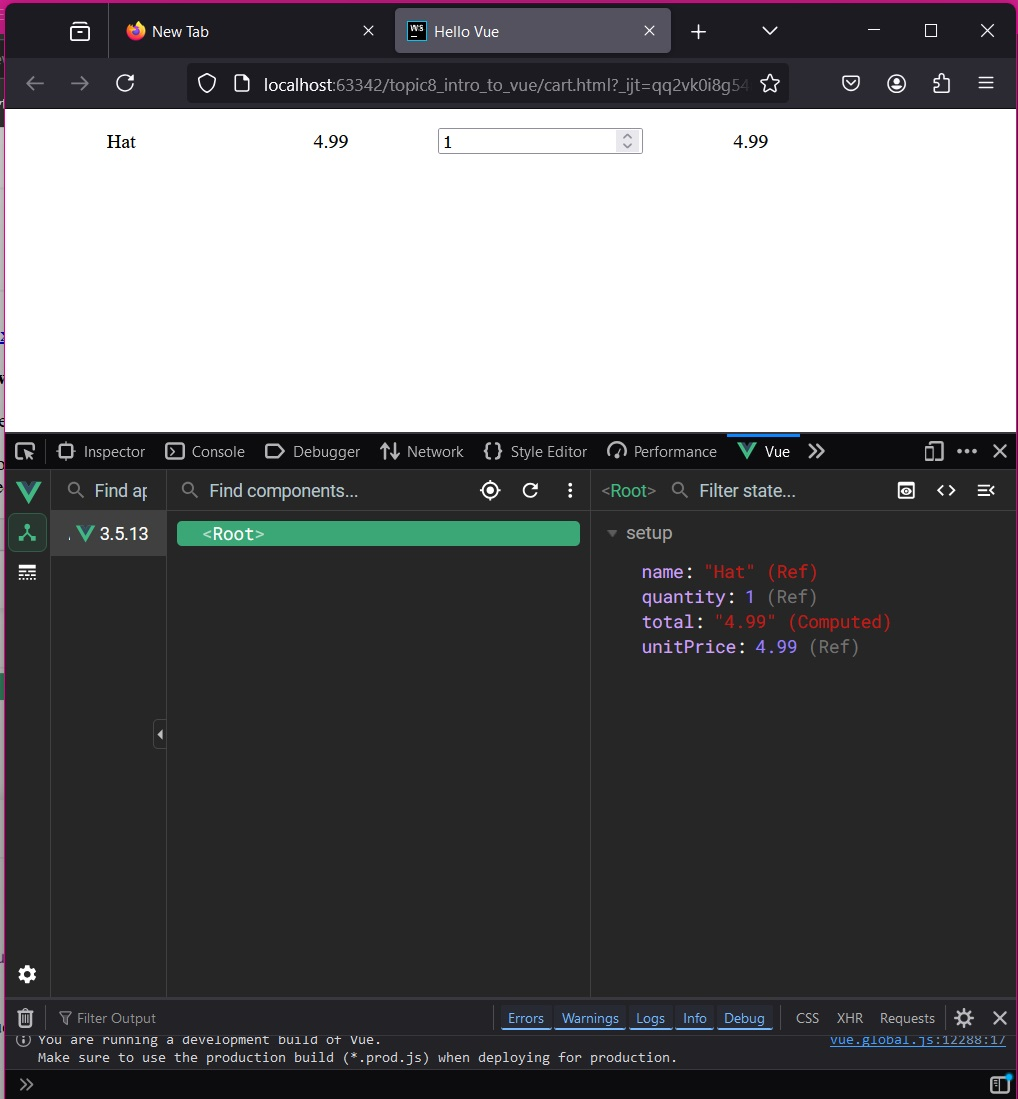 New Tab
WS
Hello Vue
localhost:63342/topic8_intro_to_vue/cart.html?_ijt=qq2vk0i8g54
Hat 4.99 1 4.99
Inspector Console Debugger Network Style Editor Performance Vue
Find ap
Find components...
<Root> Filter state...
3.5.13
<Root>
setup
name: "Hat" (Ref)
quantity: 1 (Ref)
total: "4.99" (Computed)
unitPrice: 4.99 (Ref)
Filter Output Errors Warnings Logs Info Debug CSS XHR Requests
You are running a development build of Vue. vue.global.js:12288:17
Make sure to use the production build (*.prod.js) when deploying for production.